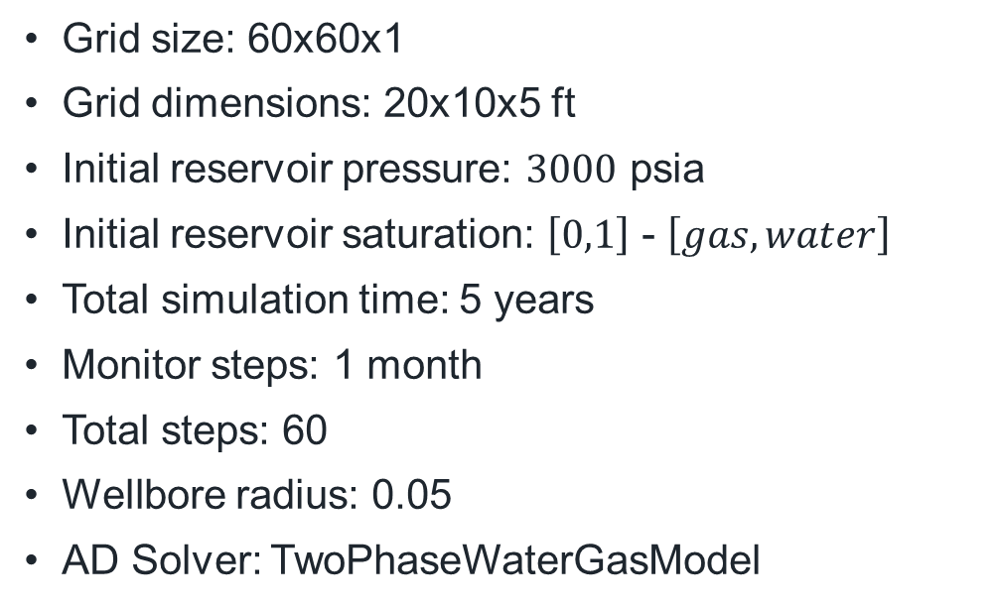 • Grid size: 60x60x1
• Grid dimensions: 20x10x5 ft
• Initial reservoir pressure: 3000 psia
• Initial reservoir saturation: [0,1] - [gas, water]
• Total simulation time: 5 years
• Monitor steps: 1 month
• Total steps: 60
• Wellbore radius: 0.05
• AD Solver: TwoPhaseWaterGasModel